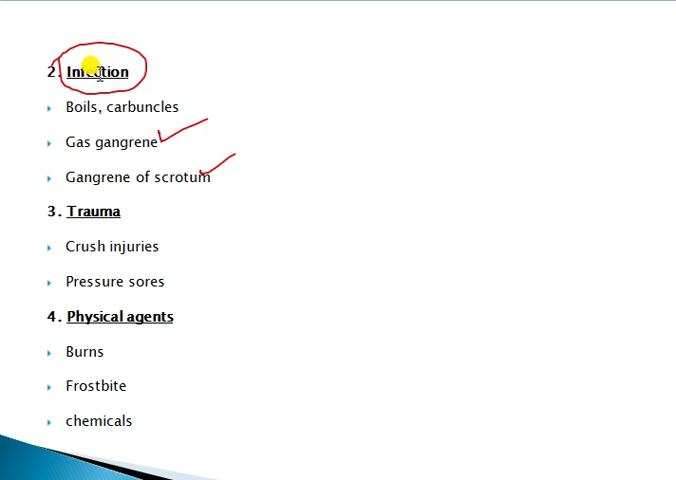 2. Infection
Boils, carbuncles
Gas gangrene
Gangrene of scrotum
3. Trauma
Crush injuries
Pressure sores
4. Physical agents
Burns
Frostbite
chemicals